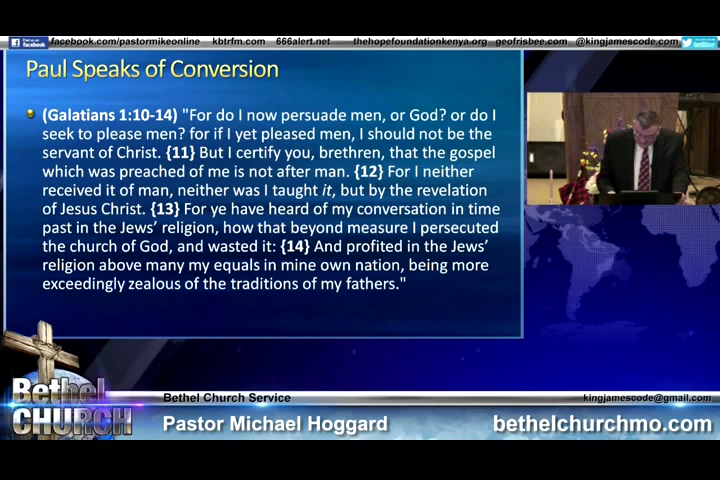 Find us on facebook facebook.com/pastormikeonline kbtrfm.com 666alert.net thehopefoundationkenya.org geofrisbee.com @kingjamescode.com
Paul Speaks of Conversion
(Galatians 1:10-14) "For do I now persuade men, or God? or do I
seek to please men? for if I yet pleased men, I should not be the
servant of Christ. {11} But I certify you, brethren, that the gospel
which was preached of me is not after man. {12} For I neither
received it of man, neither was I taught it, but by the revelation
of Jesus Christ. {13} For ye have heard of my conversation in time
past in the Jews' religion, how that beyond measure I persecuted
the church of God, and wasted it: {14} And profited in the Jews'
religion above many my equals in mine own nation, being more
exceedingly zealous of the traditions of my fathers."
Bethel
CHURCH
Bethel Church Service
kingjamescode@gmail.com
Pastor Michael Hoggard
bethelchurchmo.com